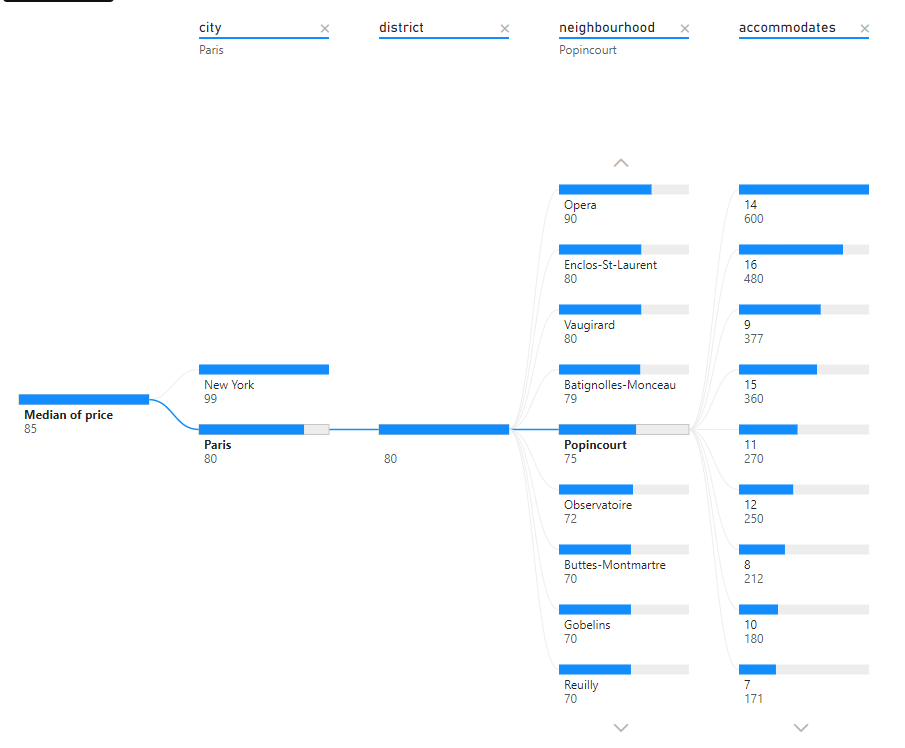 city
Paris
district
neighbourhood
Popincourt
accommodates
Median of price
85
New York
99
Paris
80
80
Opera
90
Enclos-St-Laurent
80
Vaugirard
80
Batignolles-Monceau
79
Popincourt
75
Observatoire
72
Buttes-Montmartre
70
Gobelins
70
Reuilly
70
14
600
16
480
9
377
15
360
11
270
12
250
8
212
10
180
7
171